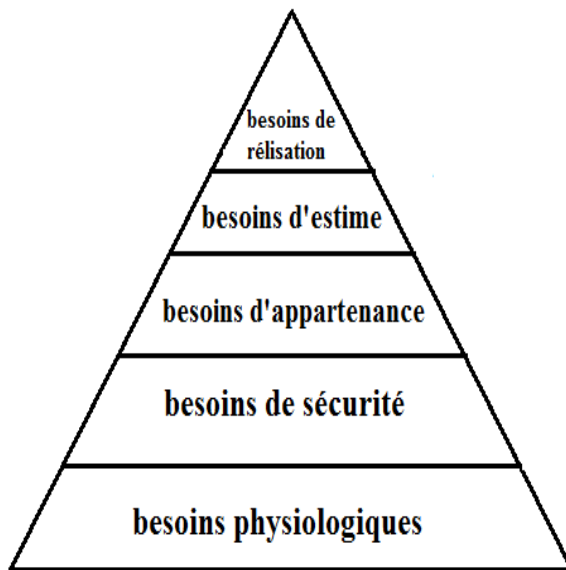 besoins de
rélisation
besoins d'estime
besoins d'appartenance
besoins de sécurité
besoins physiologiques